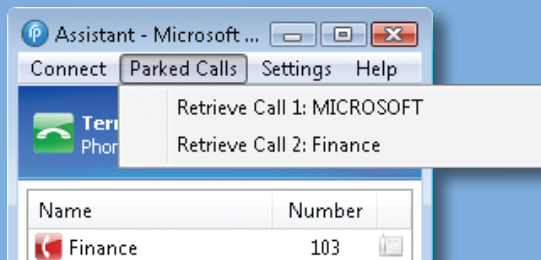 Assistant - Microsoft ...
Connect Parked Calls Settings Help
Retrieve Call 1: MICROSOFT
Retrieve Call 2: Finance
Name Number
Finance 103